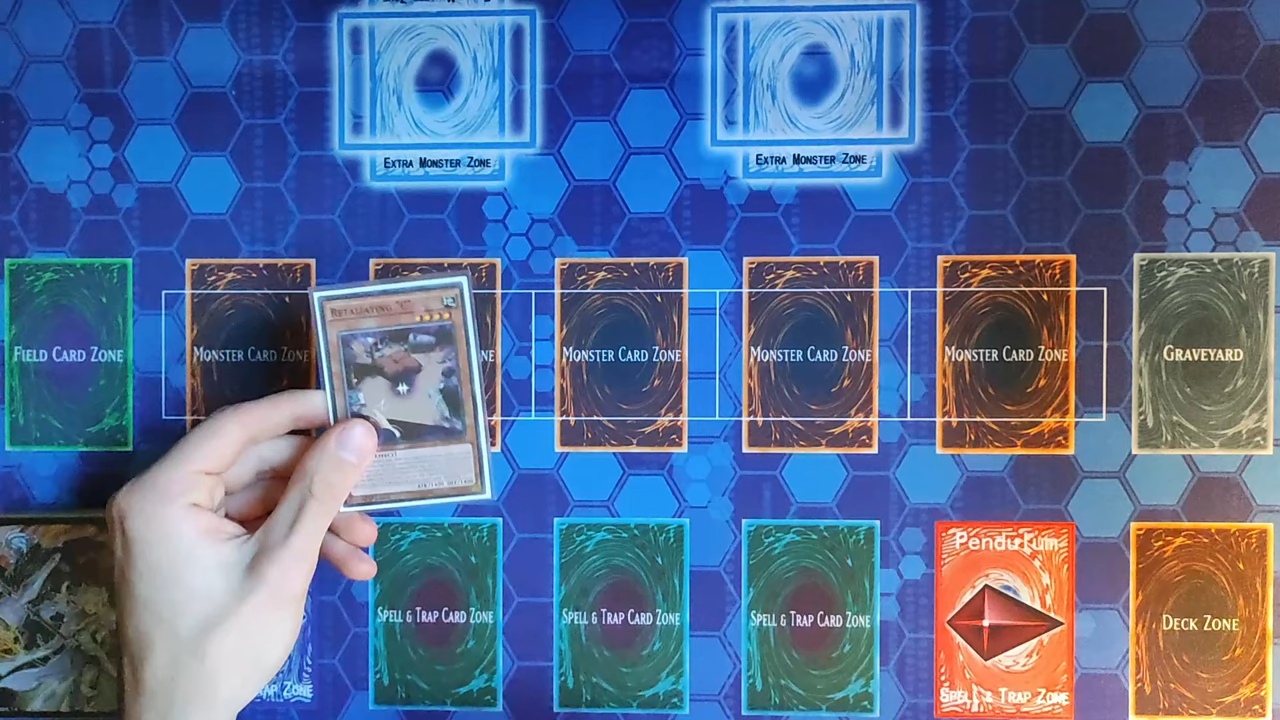 EXTRA MONSTER ZONE
EXTRA MONSTER ZONE
FIELD CARD ZONE
MONSTER CARD ZONE
MONSTER CARD ZONE
MONSTER CARD ZONE
MONSTER CARD ZONE
GRAVEYARD
RETALIATING "C"
SPELL & TRAP CARD ZONE
SPELL & TRAP CARD ZONE
SPELL & TRAP CARD ZONE
Pendulum
SPELL & TRAP ZONE
DECK ZONE
TRAP ZONE